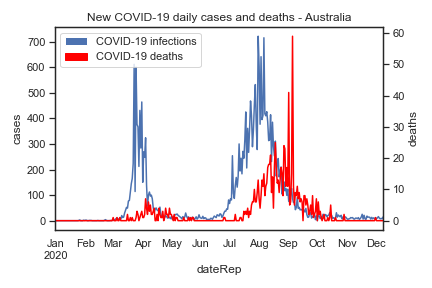 New COVID-19 daily cases and deaths - Australia
COVID-19 infections
COVID-19 deaths
700
600
500
400
300
200
100
0
cases
60
50
40
30
20
10
0
deaths
Jan Feb Mar Apr May Jun Jul Aug Sep Oct Nov Dec
2020
dateRep